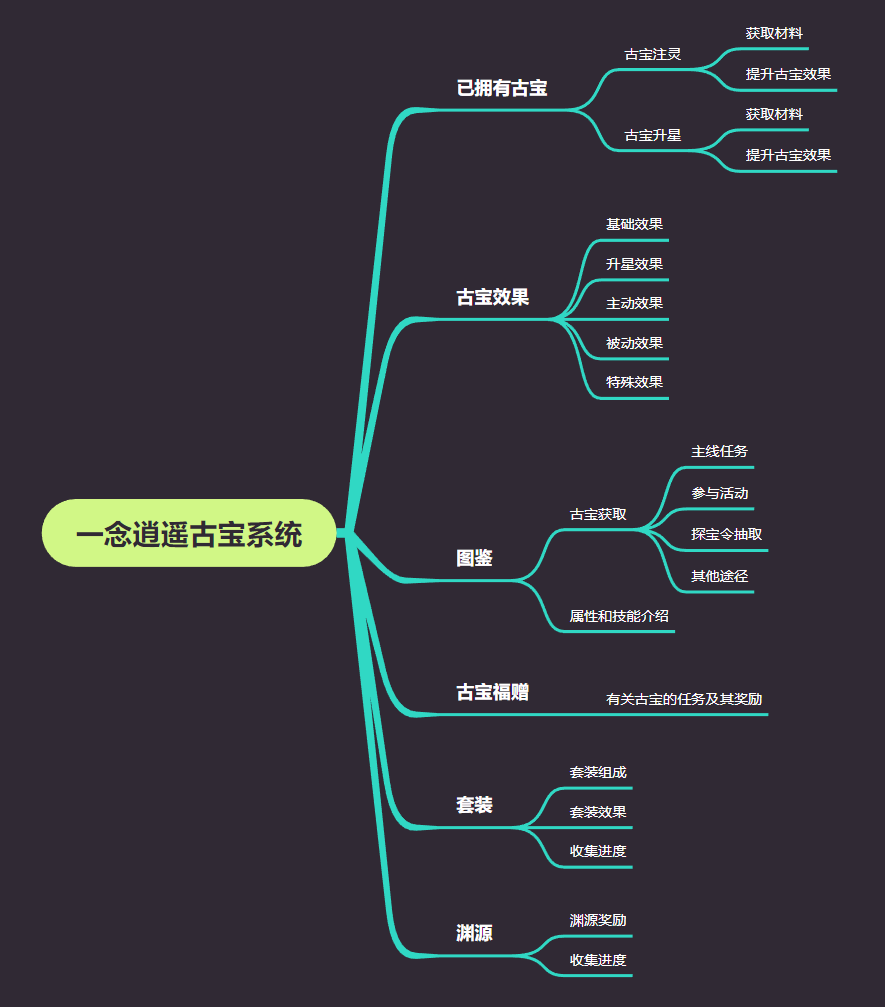 一念逍遥古宝系统
已拥有古宝
古宝注灵
获取材料
提升古宝效果
古宝升星
获取材料
提升古宝效果
古宝效果
基础效果
升星效果
主动效果
被动效果
特殊效果
图鉴
古宝获取
主线任务
参与活动
探宝令抽取
其他途径
属性和技能介绍
古宝福赠
有关古宝的任务及其奖励
套装
套装组成
套装效果
收集进度
渊源
渊源奖励
收集进度